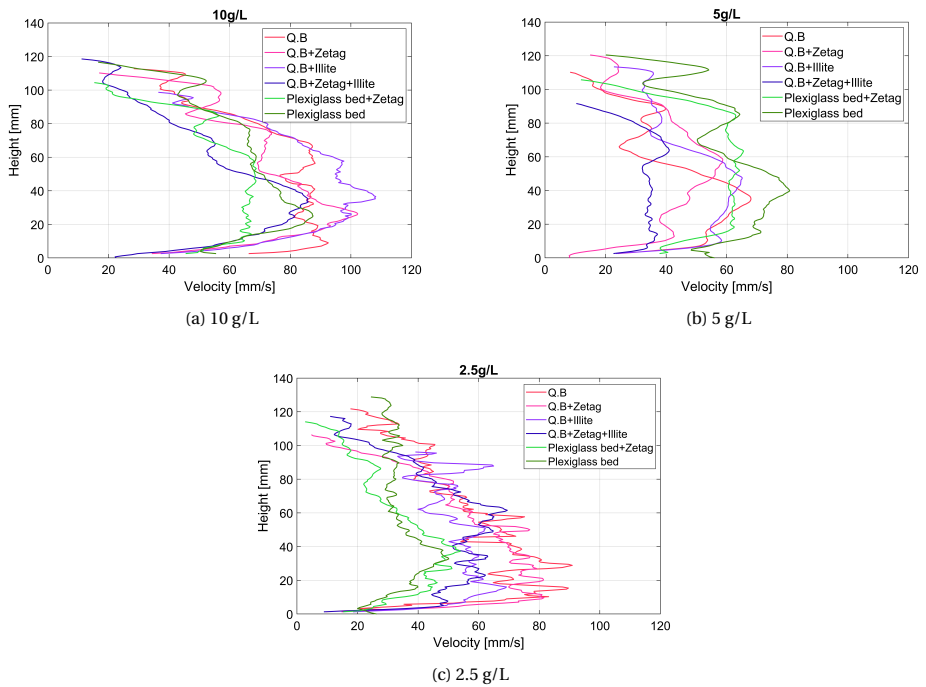 10g/L
140
120
100
80
60
40
20
0
Height [mm]
0 20 40 60 80 100 120
Velocity [mm/s]
Q.B
Q.B+Zetag
Q.B+Illite
Q.B+Zetag+Illite
Plexiglass bed+Zetag
Plexiglass bed
(a) 10 g/L
5g/L
140
120
100
80
60
40
20
0
Height [mm]
0 20 40 60 80 100 120
Velocity [mm/s]
Q.B
Q.B+Zetag
Q.B+Illite
Q.B+Zetag+Illite
Plexiglass bed+Zetag
Plexiglass bed
(b) 5 g/L
2.5g/L
140
120
100
80
60
40
20
0
Height [mm]
0 20 40 60 80 100 120
Velocity [mm/s]
Q.B
Q.B+Zetag
Q.B+Illite
Q.B+Zetag+Illite
Plexiglass bed+Zetag
Plexiglass bed
(c) 2.5 g/L